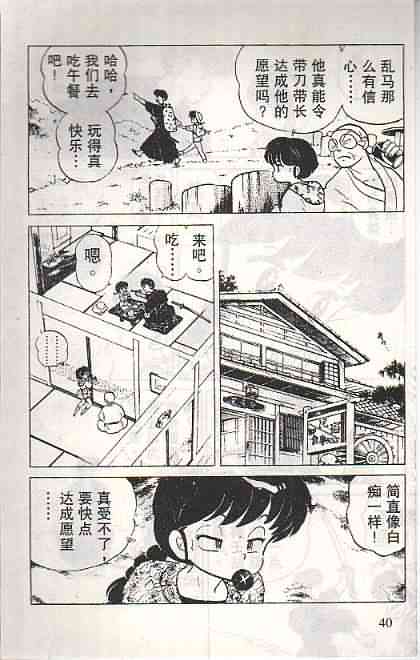 乱马那
么有信
心……
他真能令
带刀带长
达成他的
愿望吗?
哈哈,
我们去
吃午餐
吧!
玩得真
快乐…
来吧。
吃……
嗯。
………
简直像白
痴一样!
真受不了,
要快点
达成愿望
……
40